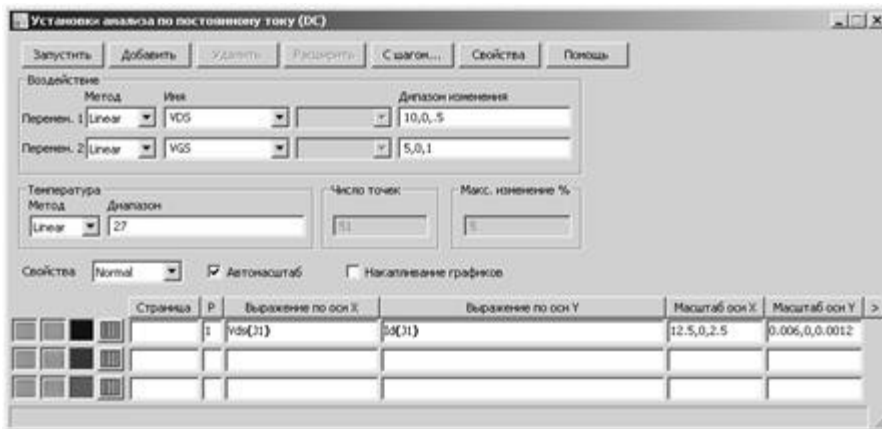 Установки анализа по постоянному току (DC)
Запустить Добавить Удалить Расширить С шагом... Свойства Помощь
Воздействие
Метод Имя Дипазон изменения
Перемен. 1 Linear VDS 10,0,.5
Перемен. 2 Linear VGS 5,0,1
Температура Число точек Макс. изменение %
Метод Диапазон
Linear 27 51 5
Свойства Normal Автомасштаб Накапливание графиков
Страница P Выражение по оси X Выражение по оси Y Масштаб оси X Масштаб оси Y >
1 Vds(J1) Id(J1) 12.5,0,2.5 0.006,0,0.0012